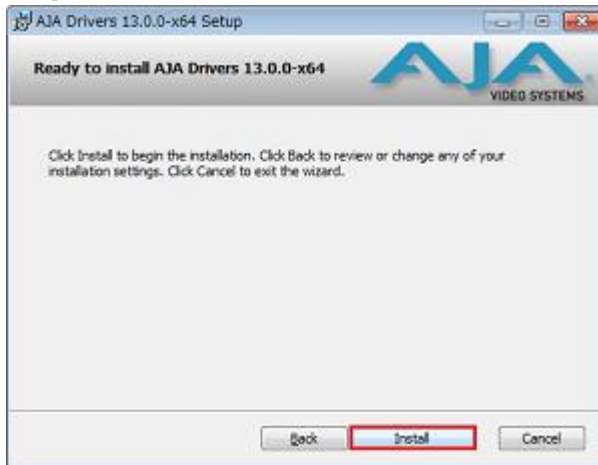 AJA Drivers 13.0.0-x64 Setup
Ready to install AJA Drivers 13.0.0-x64
AJA
VIDEO SYSTEMS
Click Install to begin the installation. Click Back to review or change any of your
installation settings. Click Cancel to exit the wizard.
Back
Install
Cancel